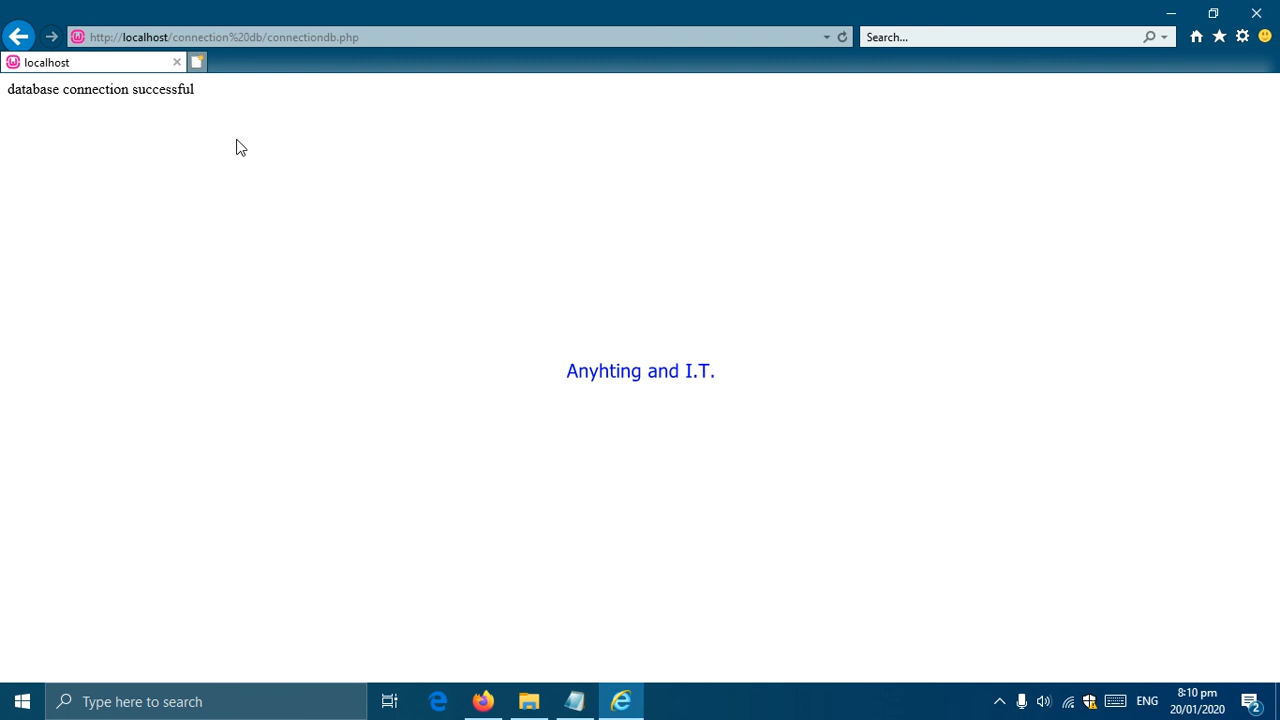 http://localhost/connection%20db/connectiondb.php
Search...
localhost
database connection successful
Anyhting and I.T.
Type here to search
ENG
8:10 pm
20/01/2020
2